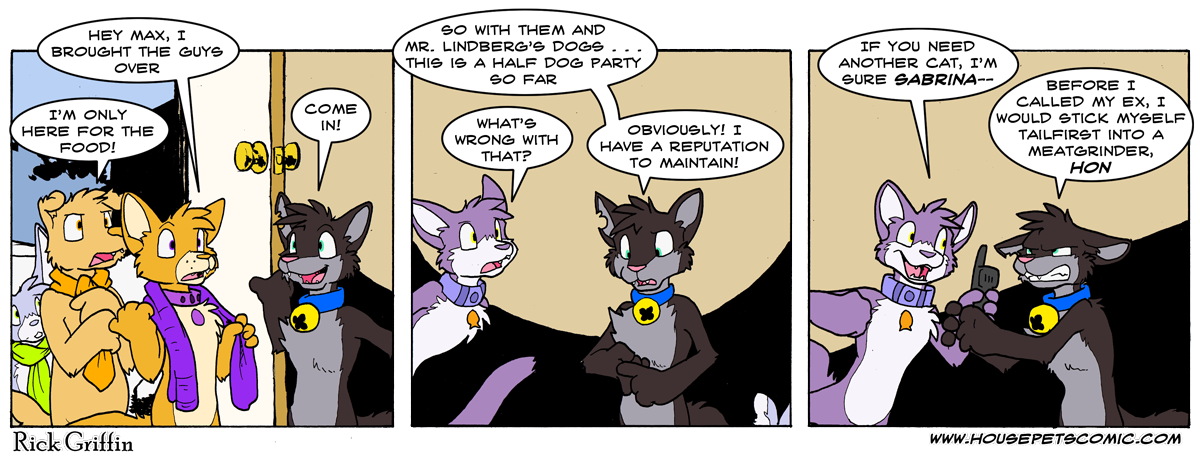 HEY MAX, I
BROUGHT THE GUYS
OVER
I'M ONLY
HERE FOR THE
FOOD!
COME
IN!
SO WITH THEM AND
MR. LINDBERG'S DOGS . . .
THIS IS A HALF DOG PARTY
SO FAR
WHAT'S
WRONG WITH
THAT?
OBVIOUSLY! I
HAVE A REPUTATION
TO MAINTAIN!
IF YOU NEED
ANOTHER CAT, I'M
SURE SABRINA--
BEFORE I
CALLED MY EX, I
WOULD STICK MYSELF
TAILFIRST INTO A
MEATGRINDER,
HON
Rick Griffin
WWW.HOUSEPETSCOMIC.COM